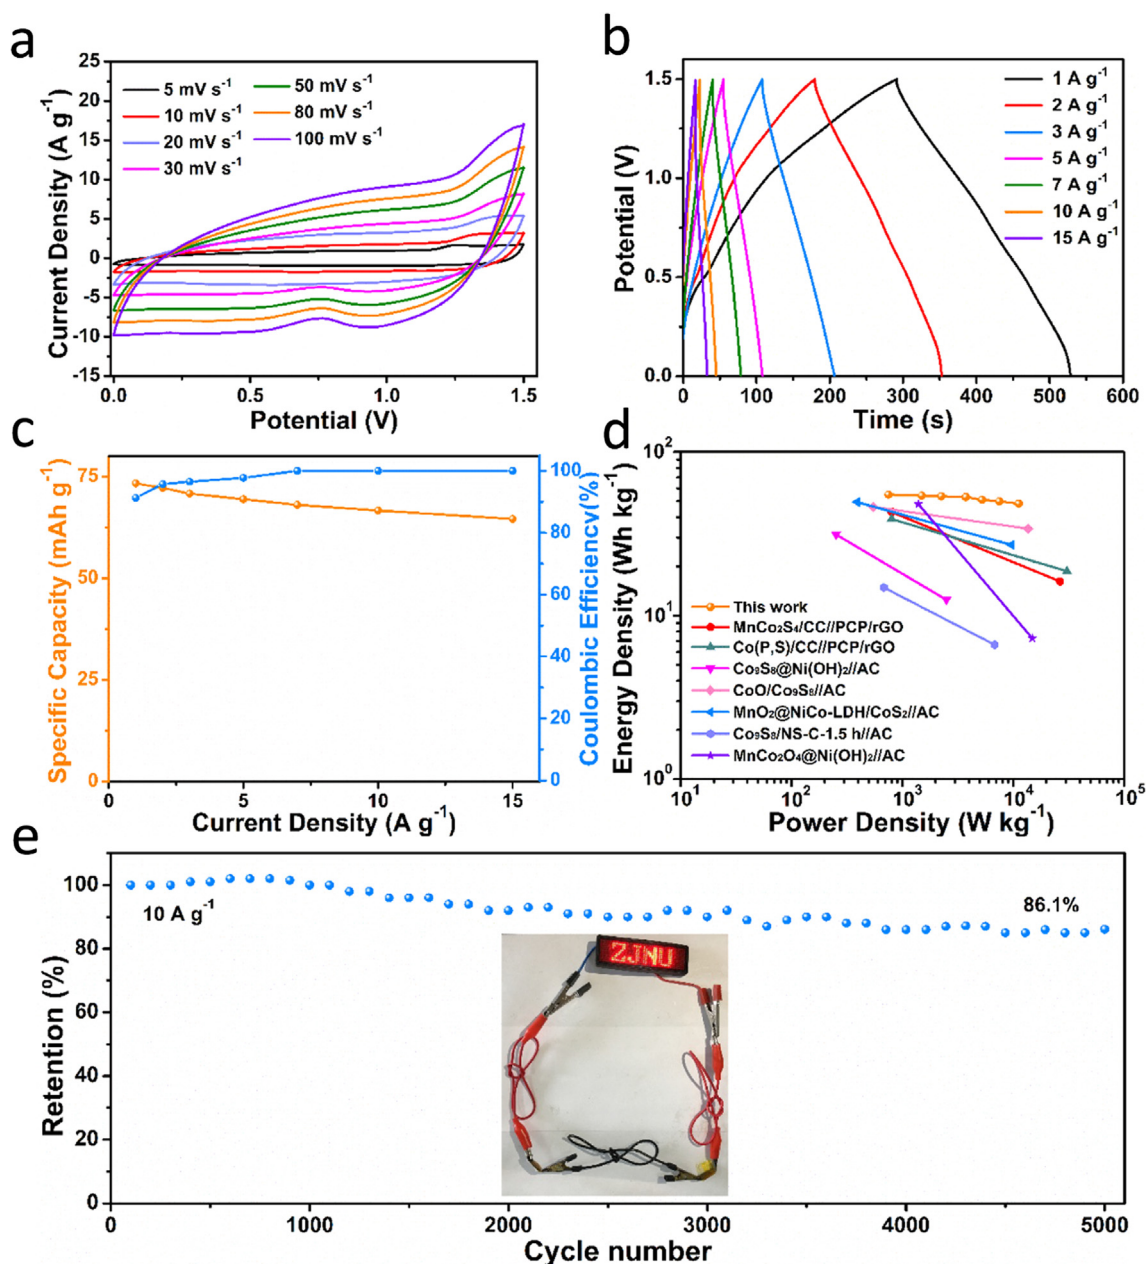 a
25
20
15
10
5
0
-5
-10
-15
0.0 0.5 1.0 1.5
Current Density (A g⁻¹)
Potential (V)
5 mV s⁻¹
10 mV s⁻¹
20 mV s⁻¹
30 mV s⁻¹
50 mV s⁻¹
80 mV s⁻¹
100 mV s⁻¹
b
1.5
1.0
0.5
0.0
0 100 200 300 400 500 600
Potential (V)
Time (s)
1 A g⁻¹
2 A g⁻¹
3 A g⁻¹
5 A g⁻¹
7 A g⁻¹
10 A g⁻¹
15 A g⁻¹
c
75
50
25
0
0 5 10 15
100
80
60
40
20
0
Specific Capacity (mAh g⁻¹)
Coulombic Efficiency(%)
Current Density (A g⁻¹)
d
10²
10¹
10⁰
10¹ 10² 10³ 10⁴ 10⁵
Energy Density (Wh kg⁻¹)
Power Density (W kg⁻¹)
This work
MnCo₂S₄/CC//PCP/rGO
Co(P,S)/CC//PCP/rGO
Co₉S₈@Ni(OH)₂//AC
CoO/Co₉S₈//AC
MnO₂@NiCo-LDH/CoS₂//AC
Co₉S₈/NS-C-1.5 h//AC
MnCo₂O₄@Ni(OH)₂//AC
e
100
80
60
40
20
0
0 1000 2000 3000 4000 5000
Retention (%)
Cycle number
10 A g⁻¹
86.1%
ZJNU